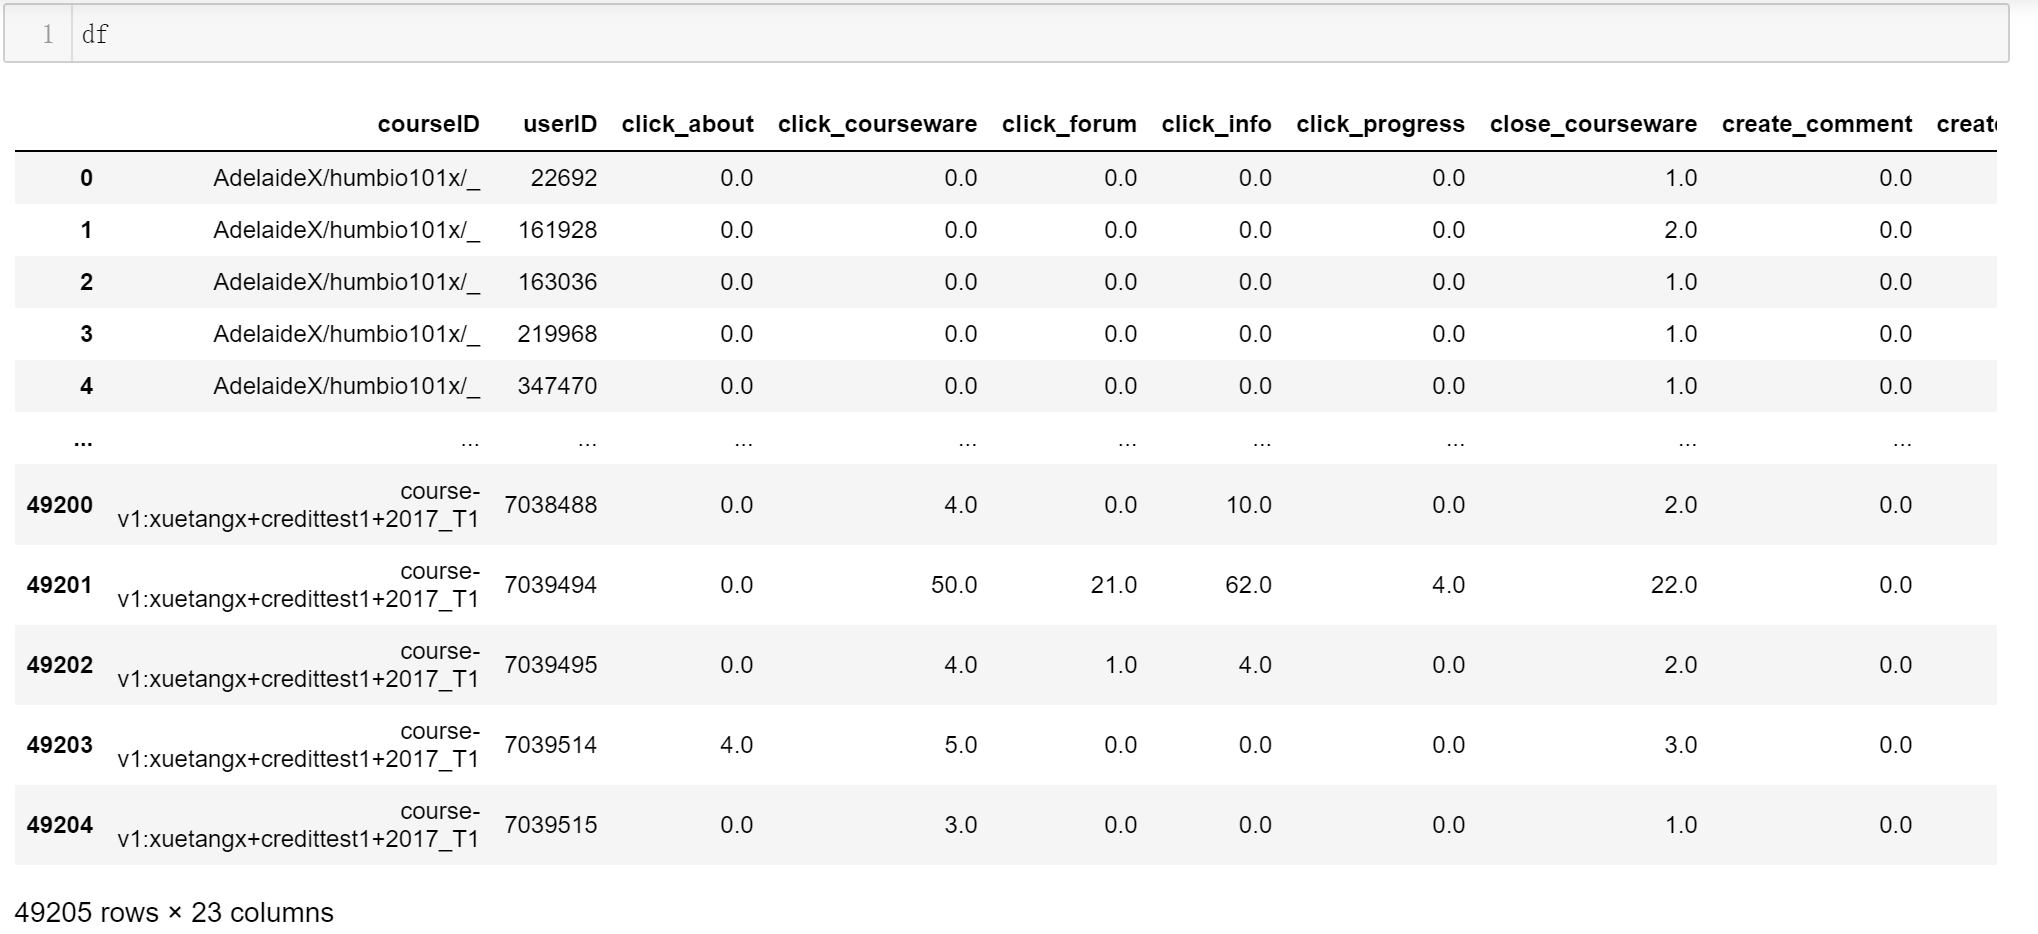 1 df
courseID userID click_about click_courseware click_forum click_info click_progress close_courseware create_comment creat
0 AdelaideX/humbio101x/_ 22692 0.0 0.0 0.0 0.0 0.0 1.0 0.0
1 AdelaideX/humbio101x/_ 161928 0.0 0.0 0.0 0.0 0.0 2.0 0.0
2 AdelaideX/humbio101x/_ 163036 0.0 0.0 0.0 0.0 0.0 1.0 0.0
3 AdelaideX/humbio101x/_ 219968 0.0 0.0 0.0 0.0 0.0 1.0 0.0
4 AdelaideX/humbio101x/_ 347470 0.0 0.0 0.0 0.0 0.0 1.0 0.0
... ... ... ... ... ... ... ... ... ...
course-
49200 v1:xuetangx+credittest1+2017_T1 7038488 0.0 4.0 0.0 10.0 0.0 2.0 0.0
course-
49201 v1:xuetangx+credittest1+2017_T1 7039494 0.0 50.0 21.0 62.0 4.0 22.0 0.0
course-
49202 v1:xuetangx+credittest1+2017_T1 7039495 0.0 4.0 1.0 4.0 0.0 2.0 0.0
course-
49203 v1:xuetangx+credittest1+2017_T1 7039514 4.0 5.0 0.0 0.0 0.0 3.0 0.0
course-
49204 v1:xuetangx+credittest1+2017_T1 7039515 0.0 3.0 0.0 0.0 0.0 1.0 0.0
49205 rows × 23 columns